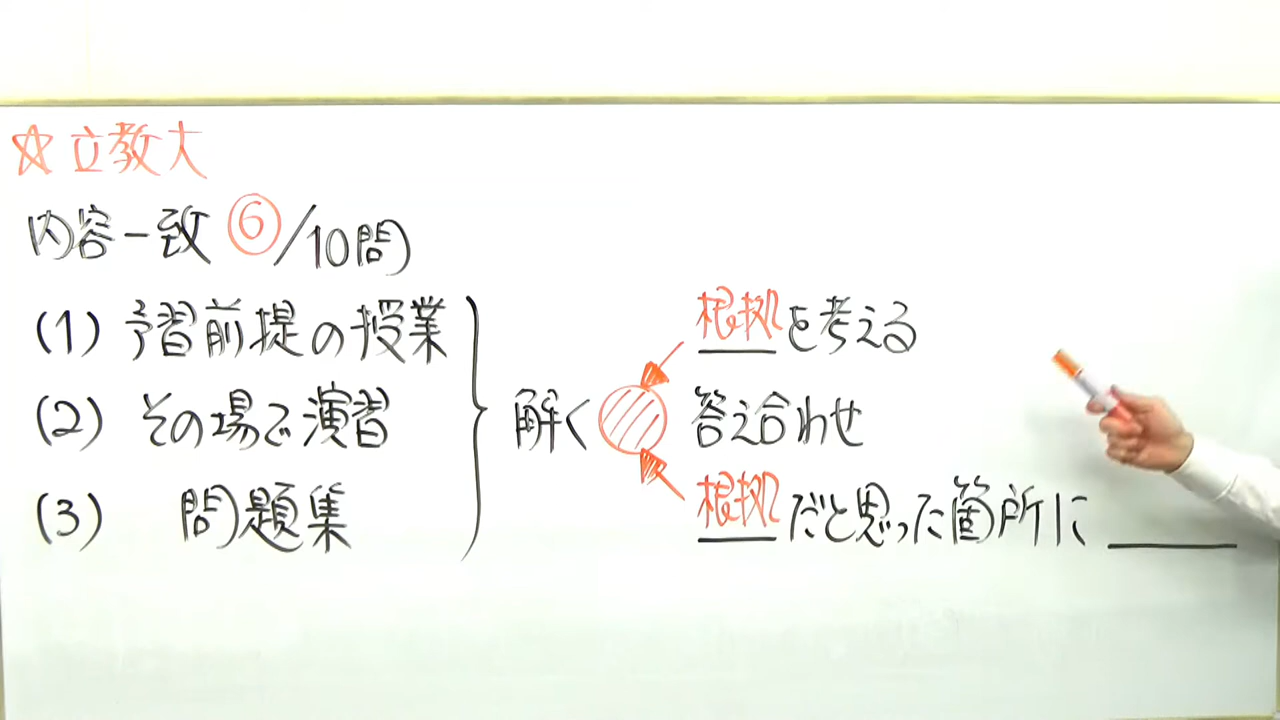 ☆立教大
内容一致 ⑥/10問
(1) 予習前提の授業
(2) その場で演習
(3) 問題集
解く
根拠を考える
答え合わせ
根拠だと思った箇所に